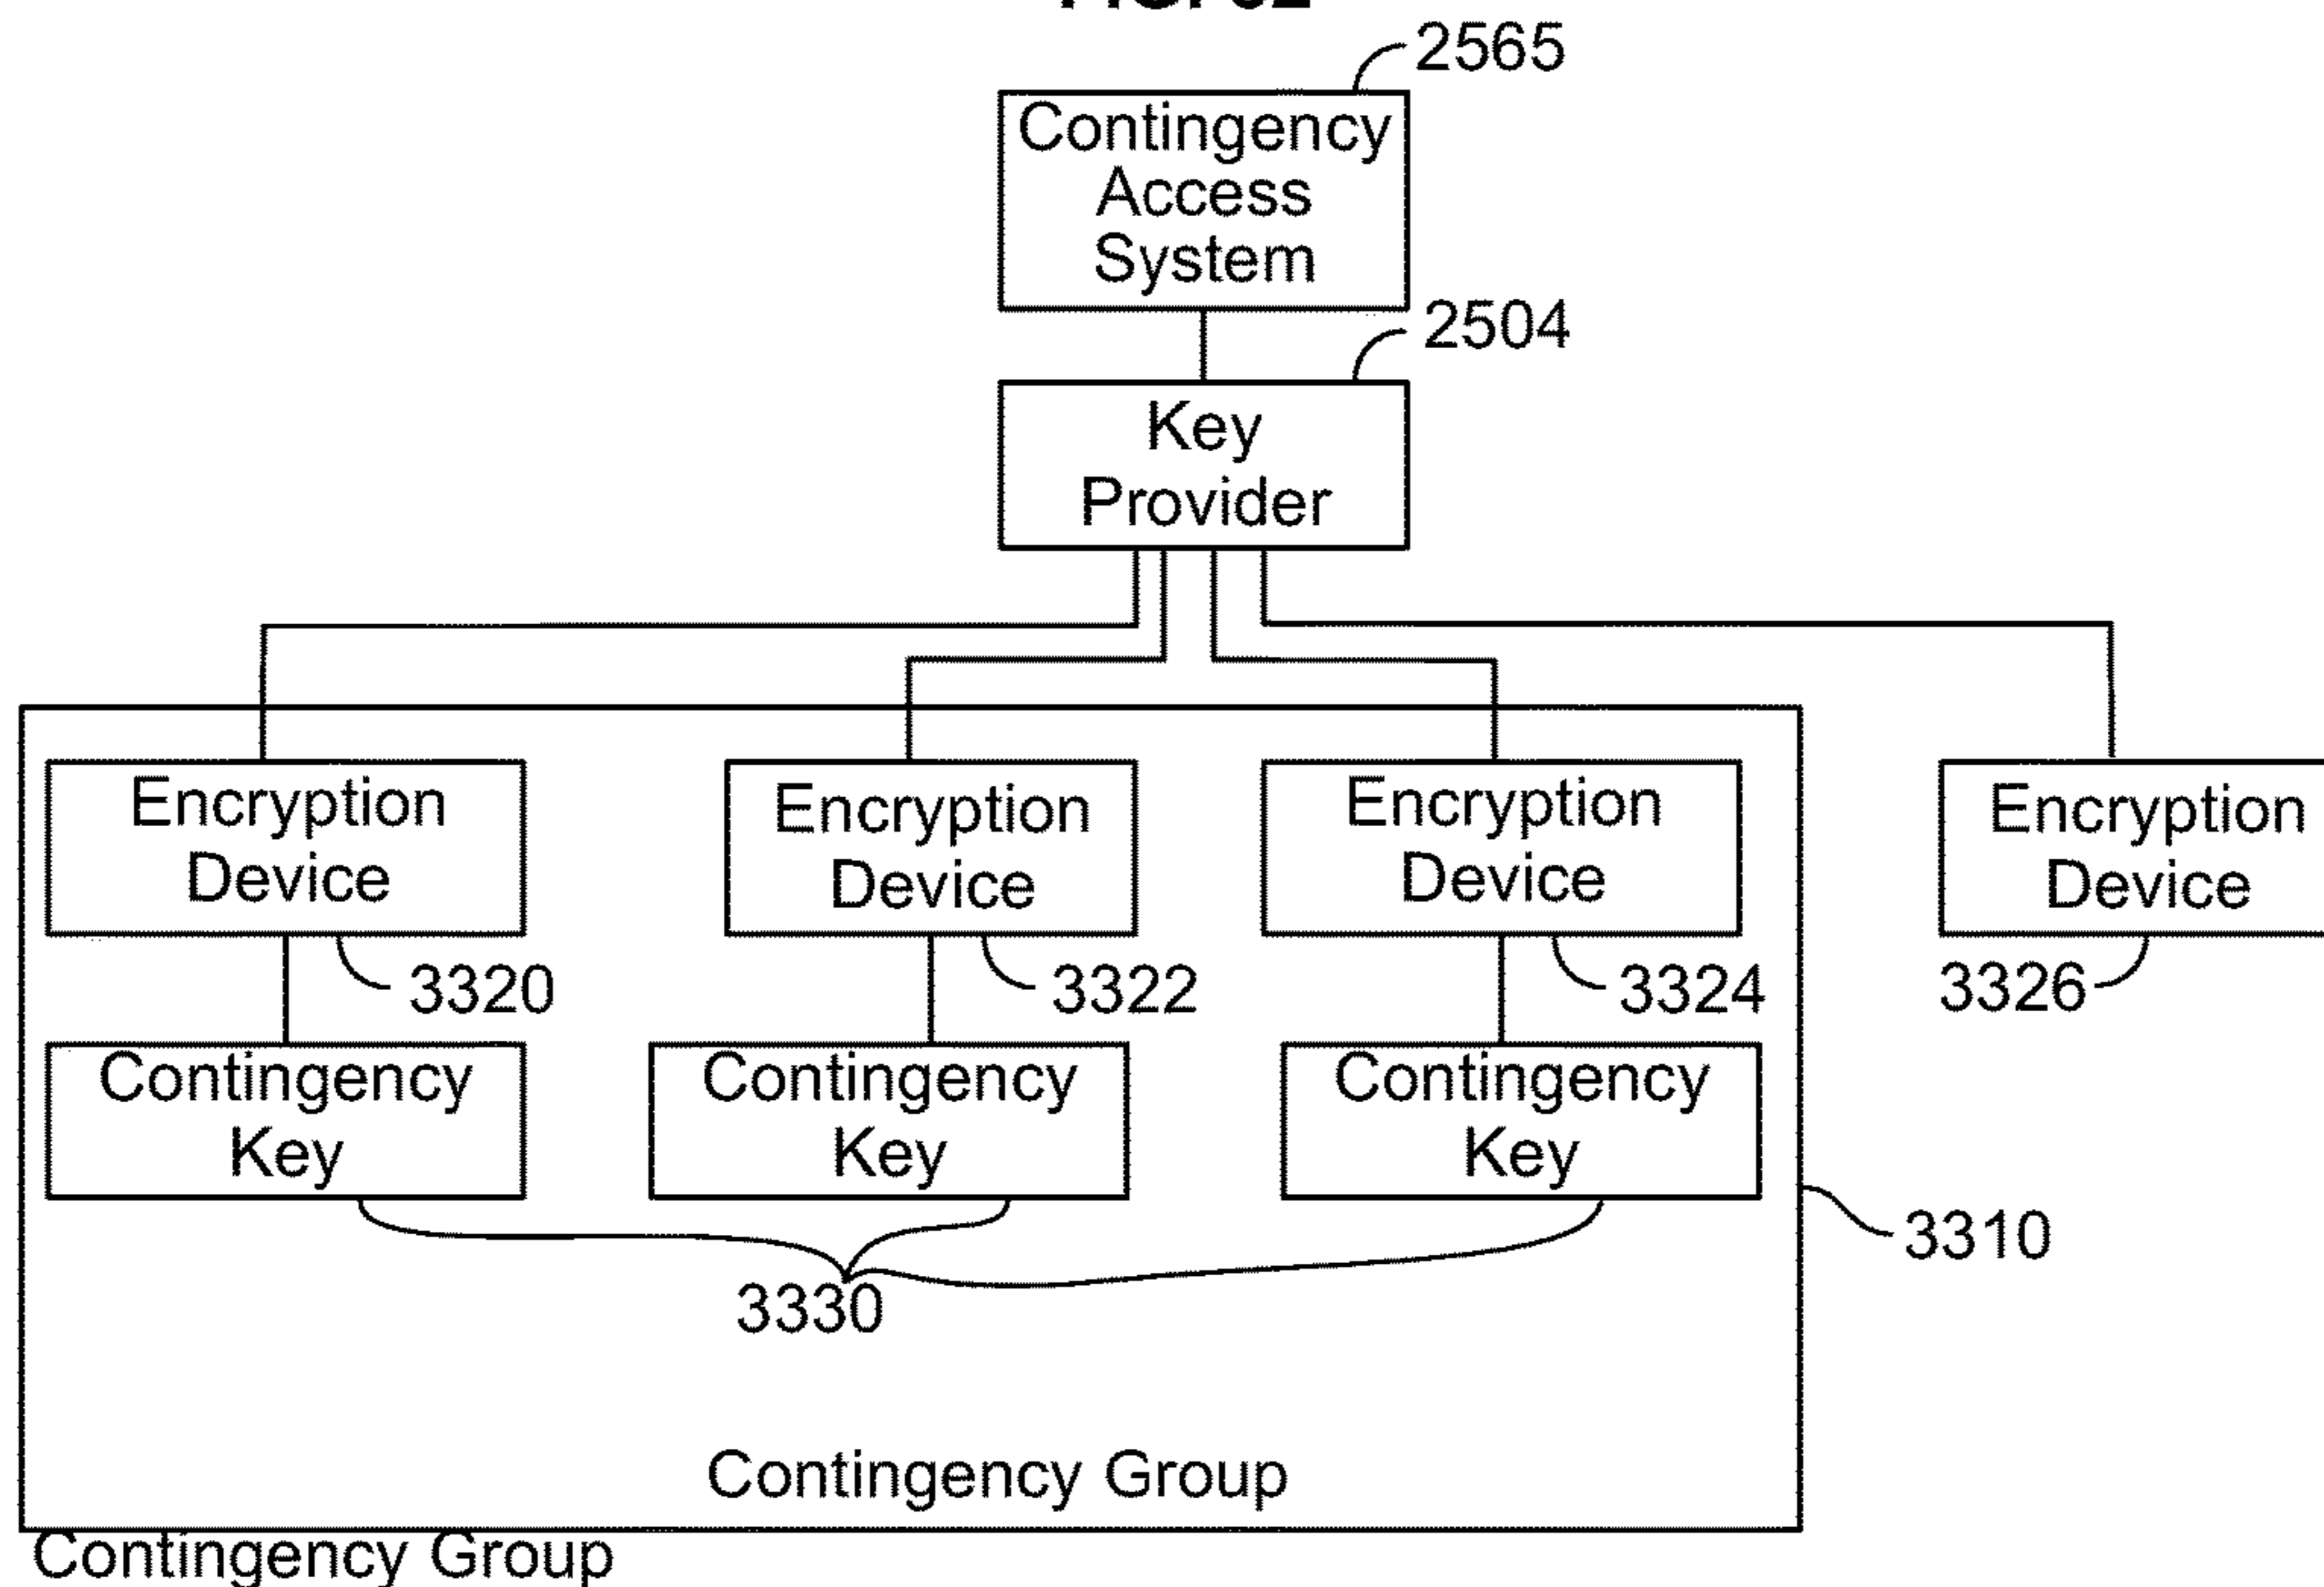 2565
Contingency
Access
System
2504
Key
Provider
Encryption
Device
Encryption
Device
Encryption
Device
Encryption
Device
3320
3322
3324
3326
Contingency
Key
Contingency
Key
Contingency
Key
3310
3330
Contingency Group
Contingency Group